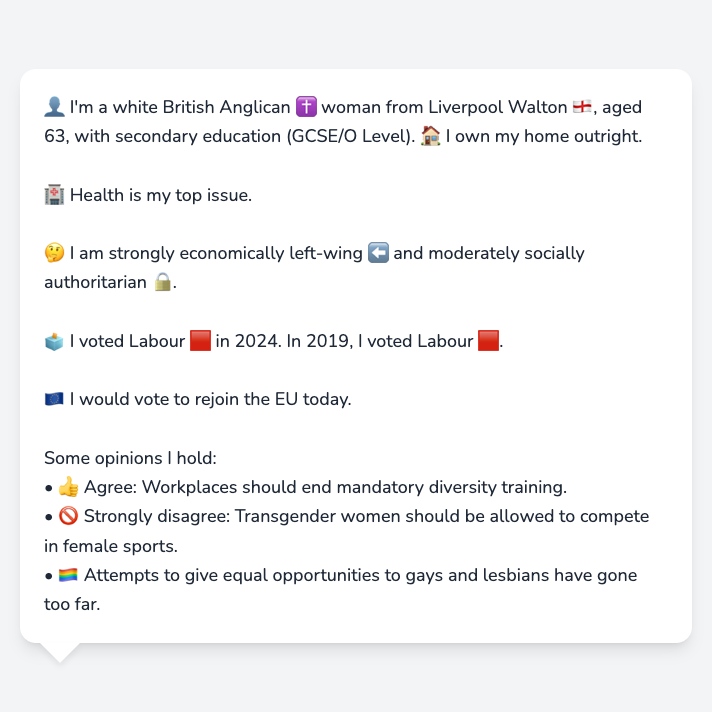 👤 I'm a white British Anglican ✝️ woman from Liverpool Walton 🏴󠁧󠁢󠁥󠁮󠁧󠁿, aged
63, with secondary education (GCSE/O Level). 🏠 I own my home outright.
🏥 Health is my top issue.
🤔 I am strongly economically left-wing ⬅️ and moderately socially
authoritarian 🔒.
🗳️ I voted Labour 🟥 in 2024. In 2019, I voted Labour 🟥.
🇪🇺 I would vote to rejoin the EU today.
Some opinions I hold:
• 👍 Agree: Workplaces should end mandatory diversity training.
• 🚫 Strongly disagree: Transgender women should be allowed to compete
in female sports.
• 🏳️‍🌈 Attempts to give equal opportunities to gays and lesbians have gone
too far.